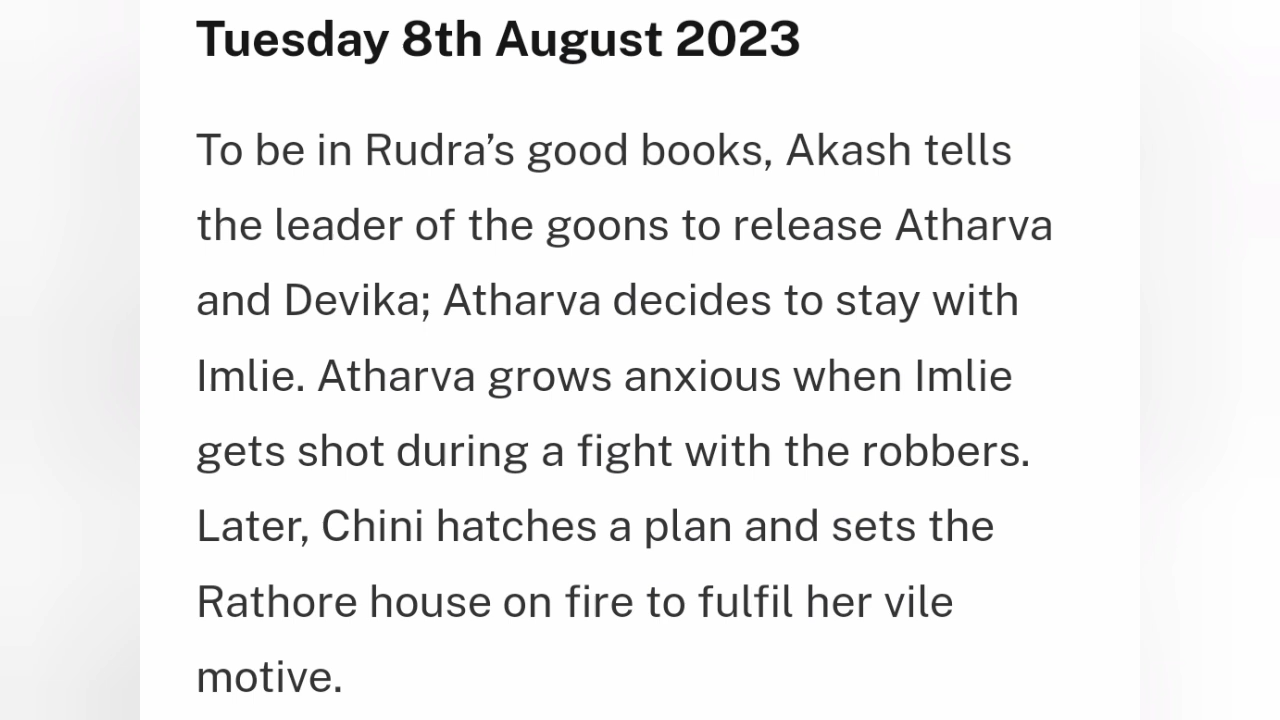 Tuesday 8th August 2023
To be in Rudra’s good books, Akash tells
the leader of the goons to release Atharva
and Devika; Atharva decides to stay with
Imlie. Atharva grows anxious when Imlie
gets shot during a fight with the robbers.
Later, Chini hatches a plan and sets the
Rathore house on fire to fulfil her vile
motive.